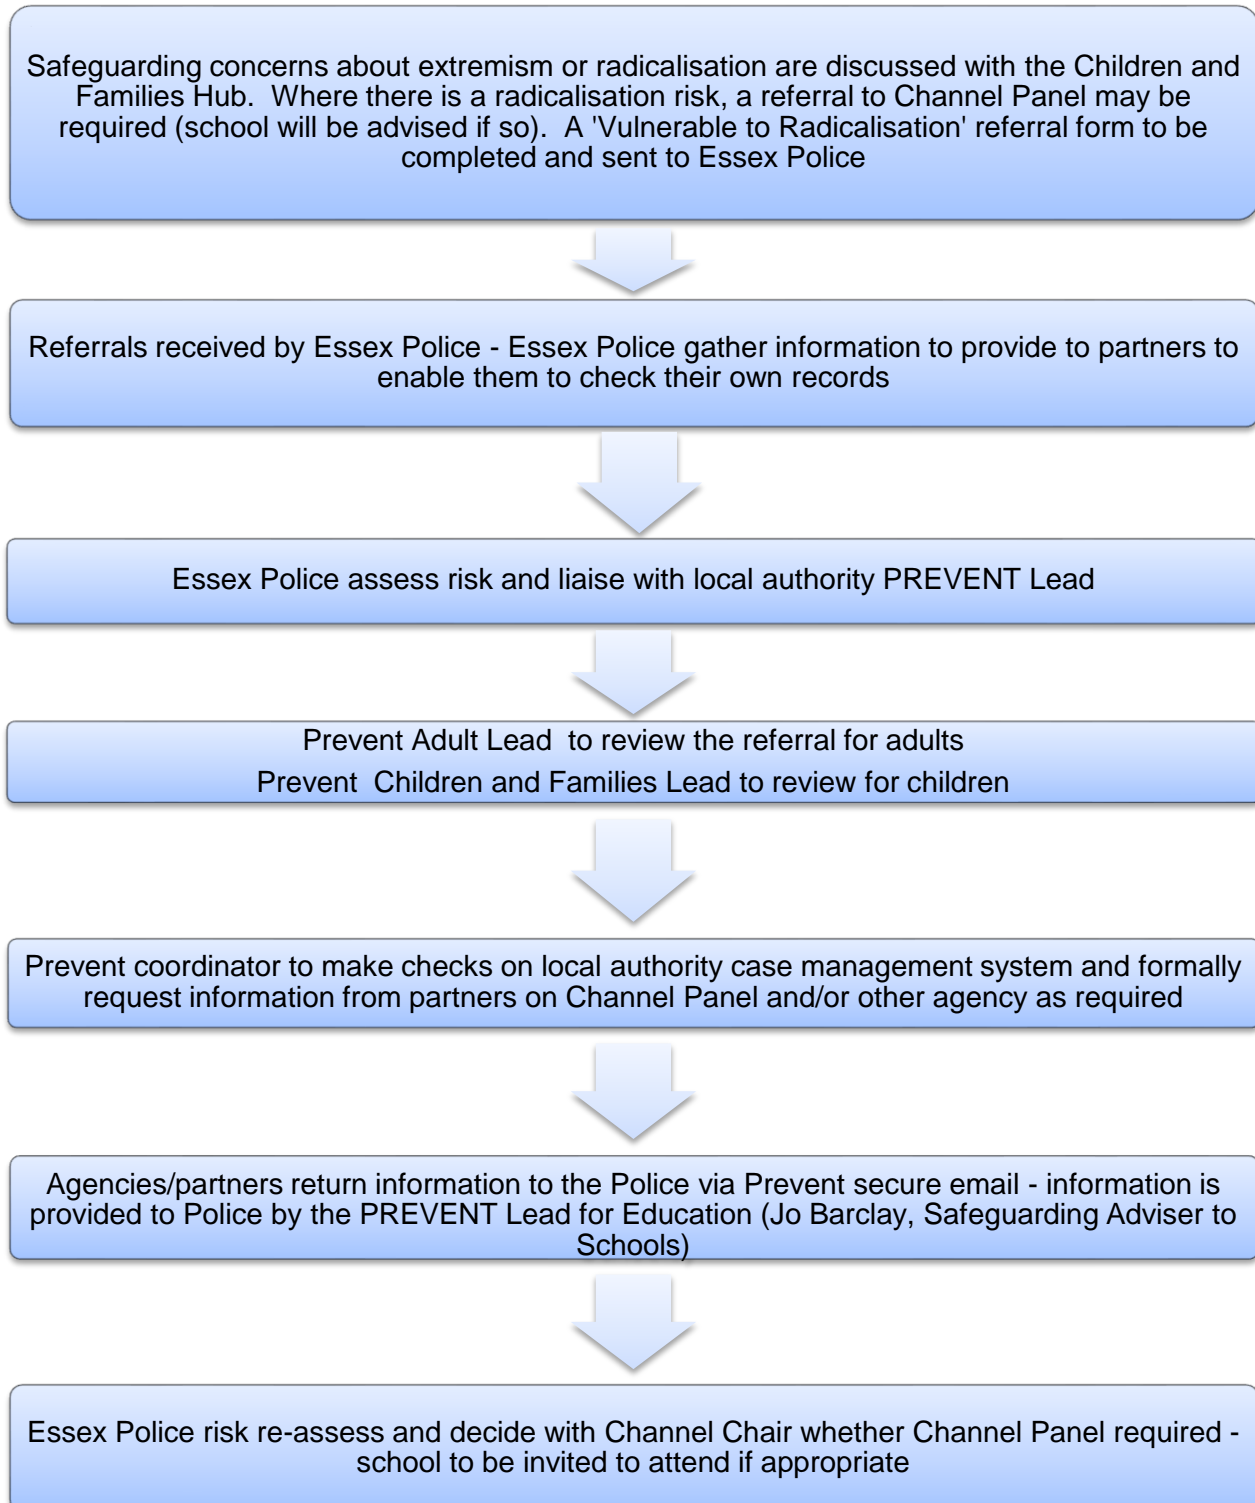 Safeguarding concerns about extremism or radicalisation are discussed with the Children and
Families Hub.  Where there is a radicalisation risk, a referral to Channel Panel may be
required (school will be advised if so).  A 'Vulnerable to Radicalisation' referral form to be
completed and sent to Essex Police
Referrals received by Essex Police - Essex Police gather information to provide to partners to
enable them to check their own records
Essex Police assess risk and liaise with local authority PREVENT Lead
Prevent Adult Lead  to review the referral for adults
Prevent  Children and Families Lead to review for children
Prevent coordinator to make checks on local authority case management system and formally
request information from partners on Channel Panel and/or other agency as required
Agencies/partners return information to the Police via Prevent secure email - information is
provided to Police by the PREVENT Lead for Education (Jo Barclay, Safeguarding Adviser to
Schools)
Essex Police risk re-assess and decide with Channel Chair whether Channel Panel required -
school to be invited to attend if appropriate